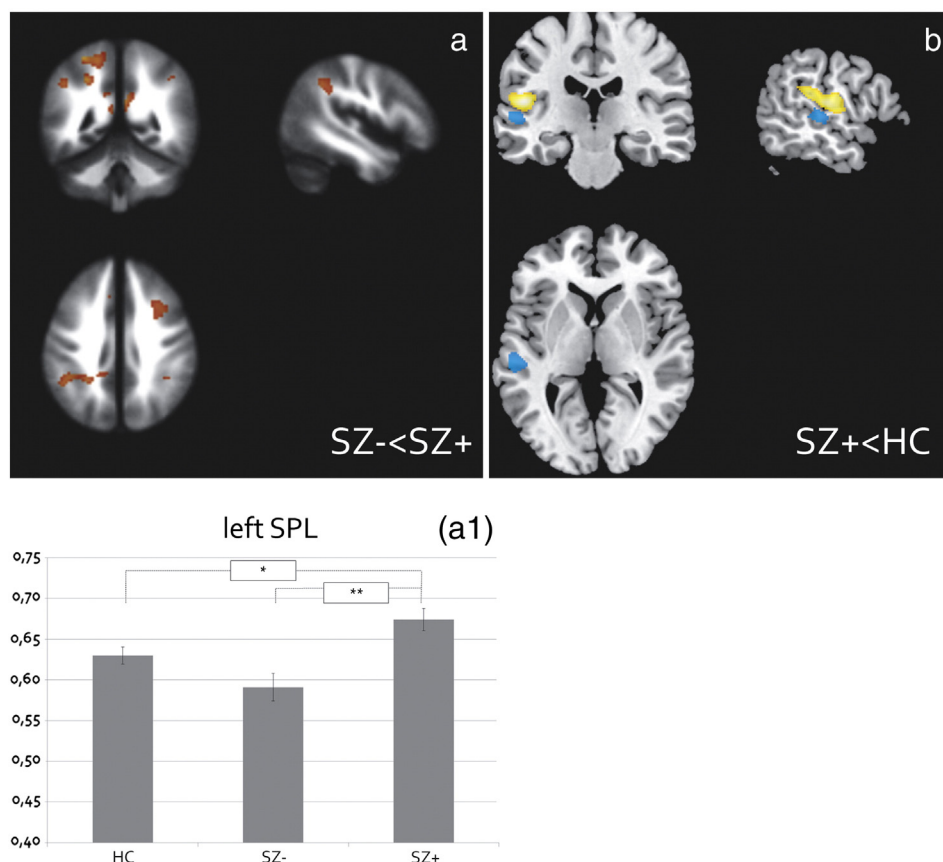 a
b
SZ-<SZ+
SZ+<HC
left SPL
(a1)
0,75
*
0,70
**
0,65
0,60
0,55
0,50
0,45
0,40
HC
SZ-
SZ+